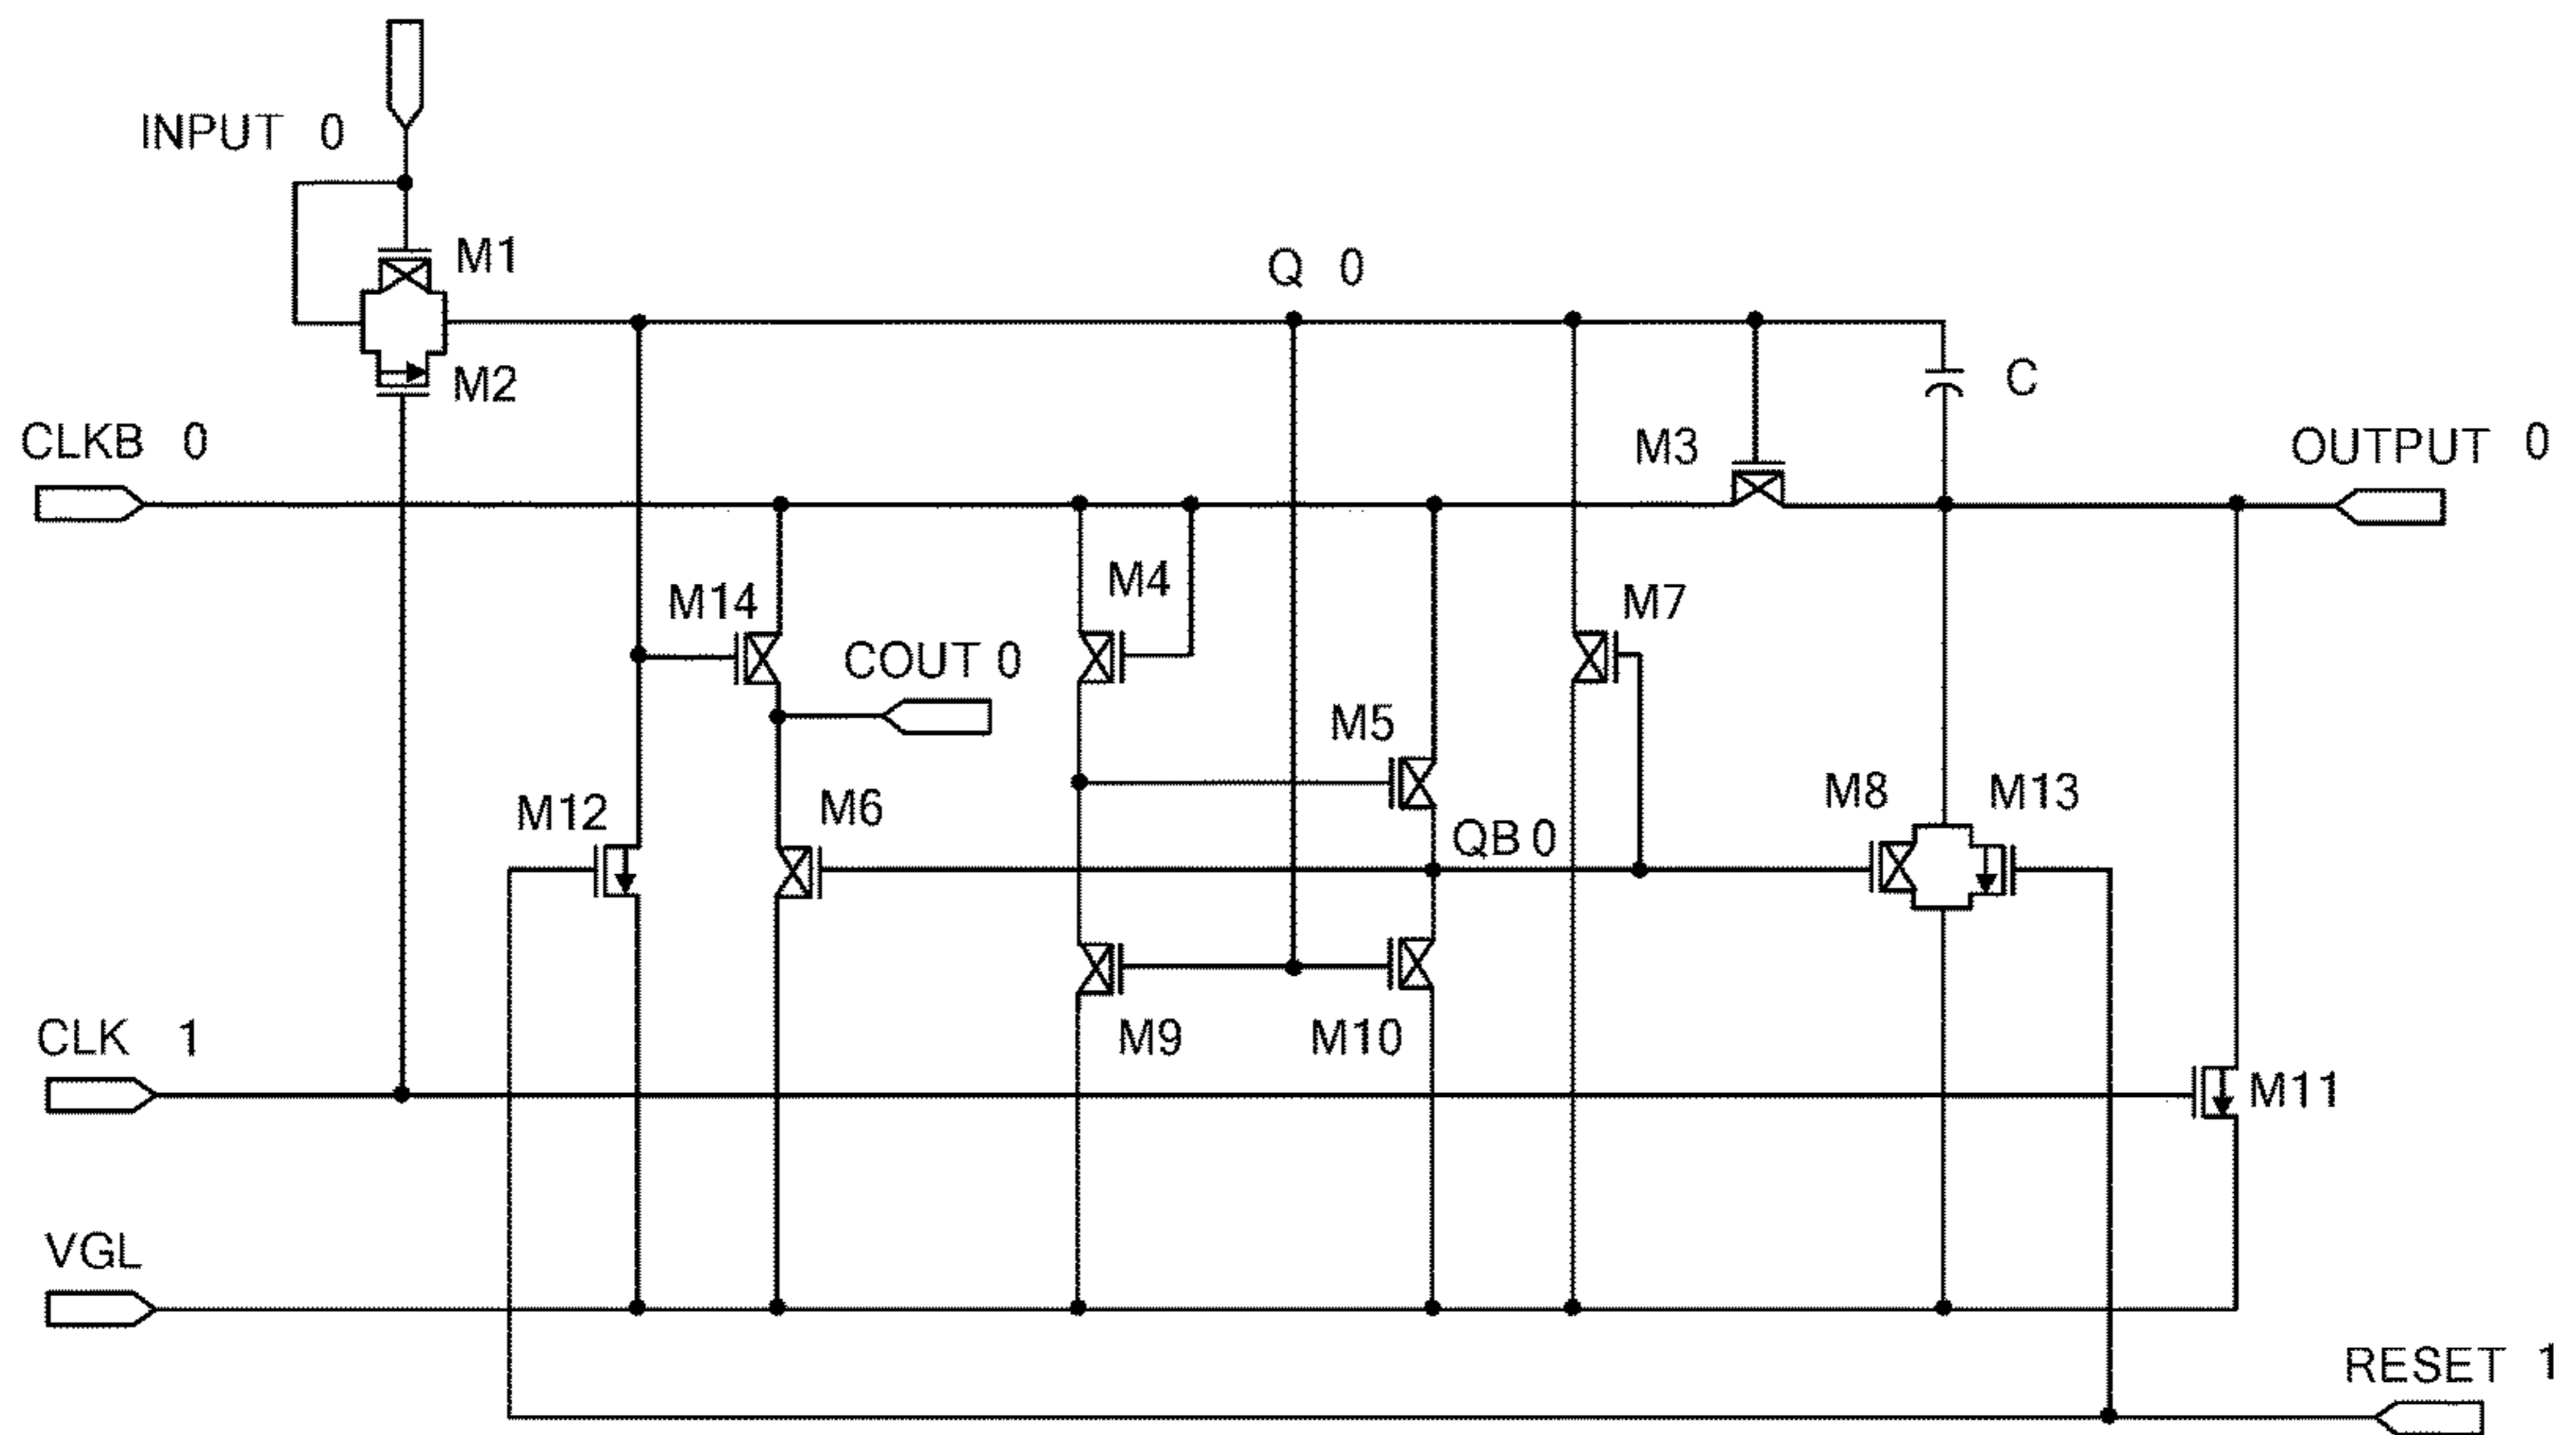 INPUT 0
M1
Q 0
M2
C
CLKB 0
M3
OUTPUT 0
M4
M14
M7
COUT 0
M5
M8
M13
M12
M6
QB 0
CLK 1
M9
M10
M11
VGL
RESET 1